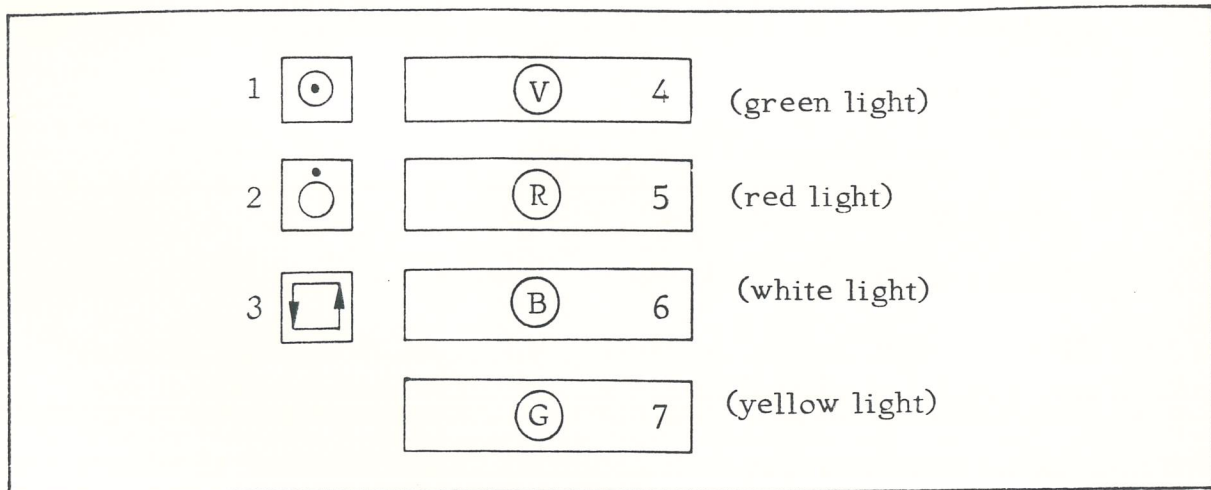 1 V 4 (green light)
2 R 5 (red light)
3 B 6 (white light)
G 7 (yellow light)